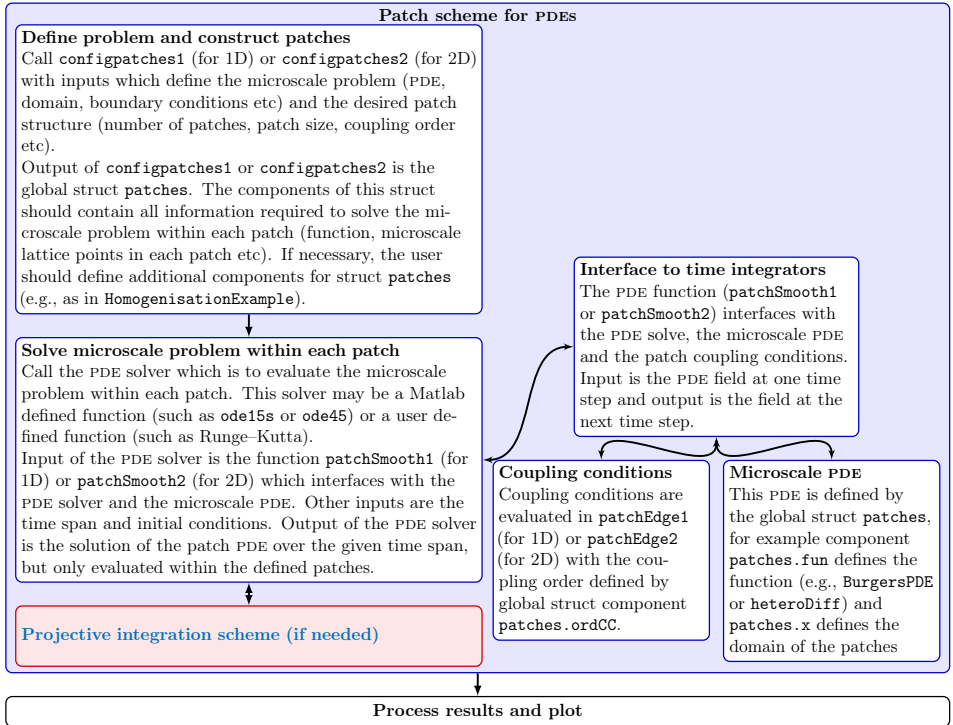 Patch scheme for PDEs
Define problem and construct patches
Call configpatches1 (for 1D) or configpatches2 (for 2D)
with inputs which define the microscale problem (PDE,
domain, boundary conditions etc) and the desired patch
structure (number of patches, patch size, coupling order
etc).
Output of configpatches1 or configpatches2 is the
global struct patches. The components of this struct
should contain all information required to solve the mi-
croscale problem within each patch (function, microscale
lattice points in each patch etc). If necessary, the user
should define additional components for struct patches
(e.g., as in HomogenisationExample).
Solve microscale problem within each patch
Call the PDE solver which is to evaluate the microscale
problem within each patch. This solver may be a Matlab
defined function (such as ode15s or ode45) or a user de-
fined function (such as Runge–Kutta).
Input of the PDE solver is the function patchSmooth1 (for
1D) or patchSmooth2 (for 2D) which interfaces with the
PDE solver and the microscale PDE. Other inputs are the
time span and initial conditions. Output of the PDE solver
is the solution of the patch PDE over the given time span,
but only evaluated within the defined patches.
Projective integration scheme (if needed)
Interface to time integrators
The PDE function (patchSmooth1
or patchSmooth2) interfaces with
the PDE solve, the microscale PDE
and the patch coupling conditions.
Input is the PDE field at one time
step and output is the field at the
next time step.
Coupling conditions
Coupling conditions are
evaluated in patchEdge1
(for 1D) or patchEdge2
(for 2D) with the cou-
pling order defined by
global struct component
patches.ordCC.
Microscale PDE
This PDE is defined by
the global struct patches,
for example component
patches.fun defines the
function (e.g., BurgersPDE
or heteroDiff) and
patches.x defines the
domain of the patches
Process results and plot